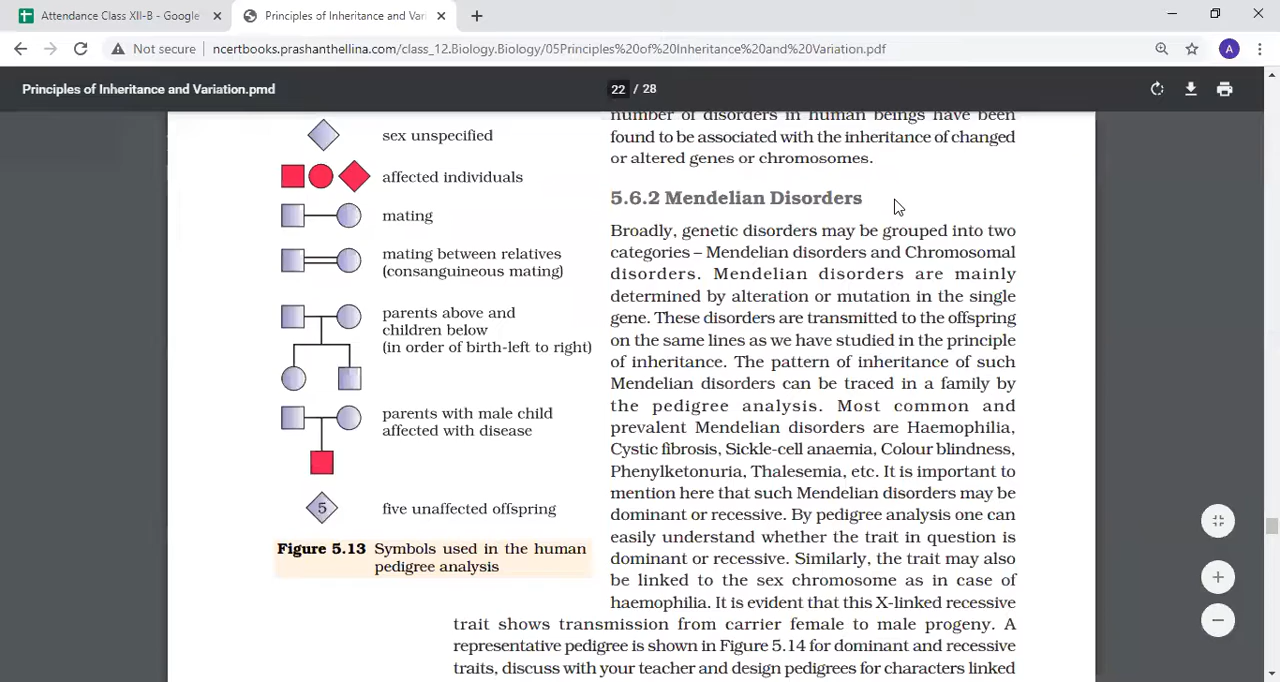 Attendance Class XII-B - Google
Principles of Inheritance and Var
Not secure
ncertbooks.prashanthellina.com/class_12.Biology.Biology/05Principles%20of%20Inheritance%20and%20Variation.pdf
A
Principles of Inheritance and Variation.pmd
22 / 28
sex unspecified
affected individuals
mating
mating between relatives
(consanguineous mating)
parents above and
children below
(in order of birth-left to right)
parents with male child
affected with disease
5
five unaffected offspring
Figure 5.13 Symbols used in the human
pedigree analysis
number of disorders in human beings have been
found to be associated with the inheritance of changed
or altered genes or chromosomes.
5.6.2 Mendelian Disorders
Broadly, genetic disorders may be grouped into two
categories – Mendelian disorders and Chromosomal
disorders. Mendelian disorders are mainly
determined by alteration or mutation in the single
gene. These disorders are transmitted to the offspring
on the same lines as we have studied in the principle
of inheritance. The pattern of inheritance of such
Mendelian disorders can be traced in a family by
the pedigree analysis. Most common and
prevalent Mendelian disorders are Haemophilia,
Cystic fibrosis, Sickle-cell anaemia, Colour blindness,
Phenylketonuria, Thalesemia, etc. It is important to
mention here that such Mendelian disorders may be
dominant or recessive. By pedigree analysis one can
easily understand whether the trait in question is
dominant or recessive. Similarly, the trait may also
be linked to the sex chromosome as in case of
haemophilia. It is evident that this X-linked recessive
trait shows transmission from carrier female to male progeny. A
representative pedigree is shown in Figure 5.14 for dominant and recessive
traits, discuss with your teacher and design pedigrees for characters linked